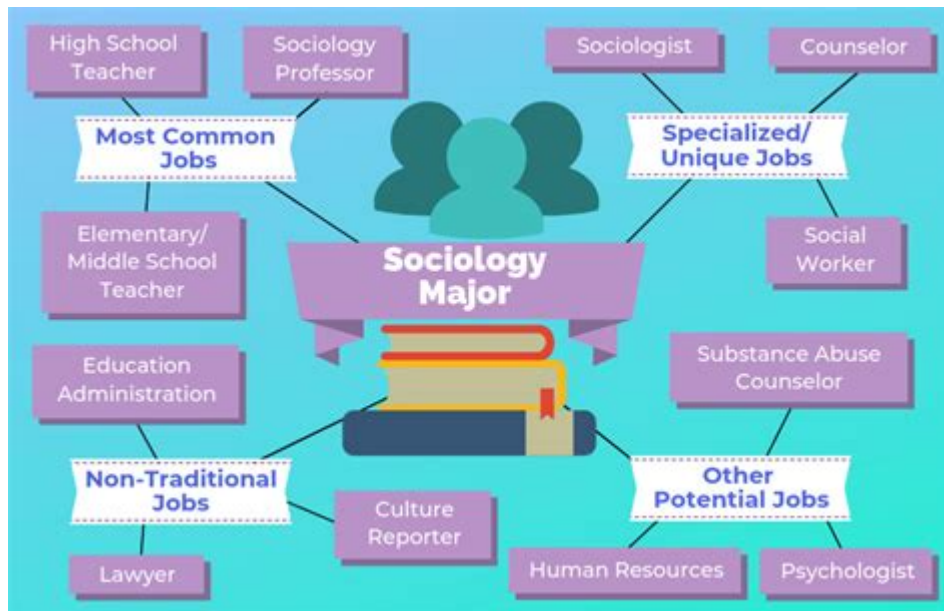 High School
Teacher
Sociology
Professor
Most Common
Jobs
Elementary/
Middle School
Teacher
Sociologist
Counselor
Specialized/
Unique Jobs
Social
Worker
Sociology
Major
Education
Administration
Non-Traditional
Jobs
Culture
Reporter
Lawyer
Substance Abuse
Counselor
Other
Potential Jobs
Human Resources
Psychologist